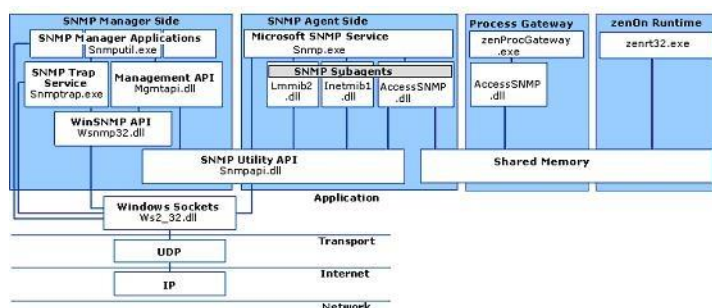 SNMP Manager Side
SNMP Agent Side
Process Gateway
zenOn Runtime
SNMP Manager Applications
Snmputil.exe
Microsoft SNMP Service
Snmp.exe
zenProcGateway
.exe
zenrt32.exe
SNMP Trap
Service
Snmptrap.exe
Management API
Mgmtapi.dll
SNMP Subagents
Lmmib2
.dll
Inetmib1
.dll
AccessSNMP
.dll
AccessSNMP
.dll
WinSNMP API
Wsnmp32.dll
SNMP Utility API
Snmpapi.dll
Shared Memory
Application
Windows Sockets
Ws2_32.dll
Transport
UDP
Internet
IP
Network